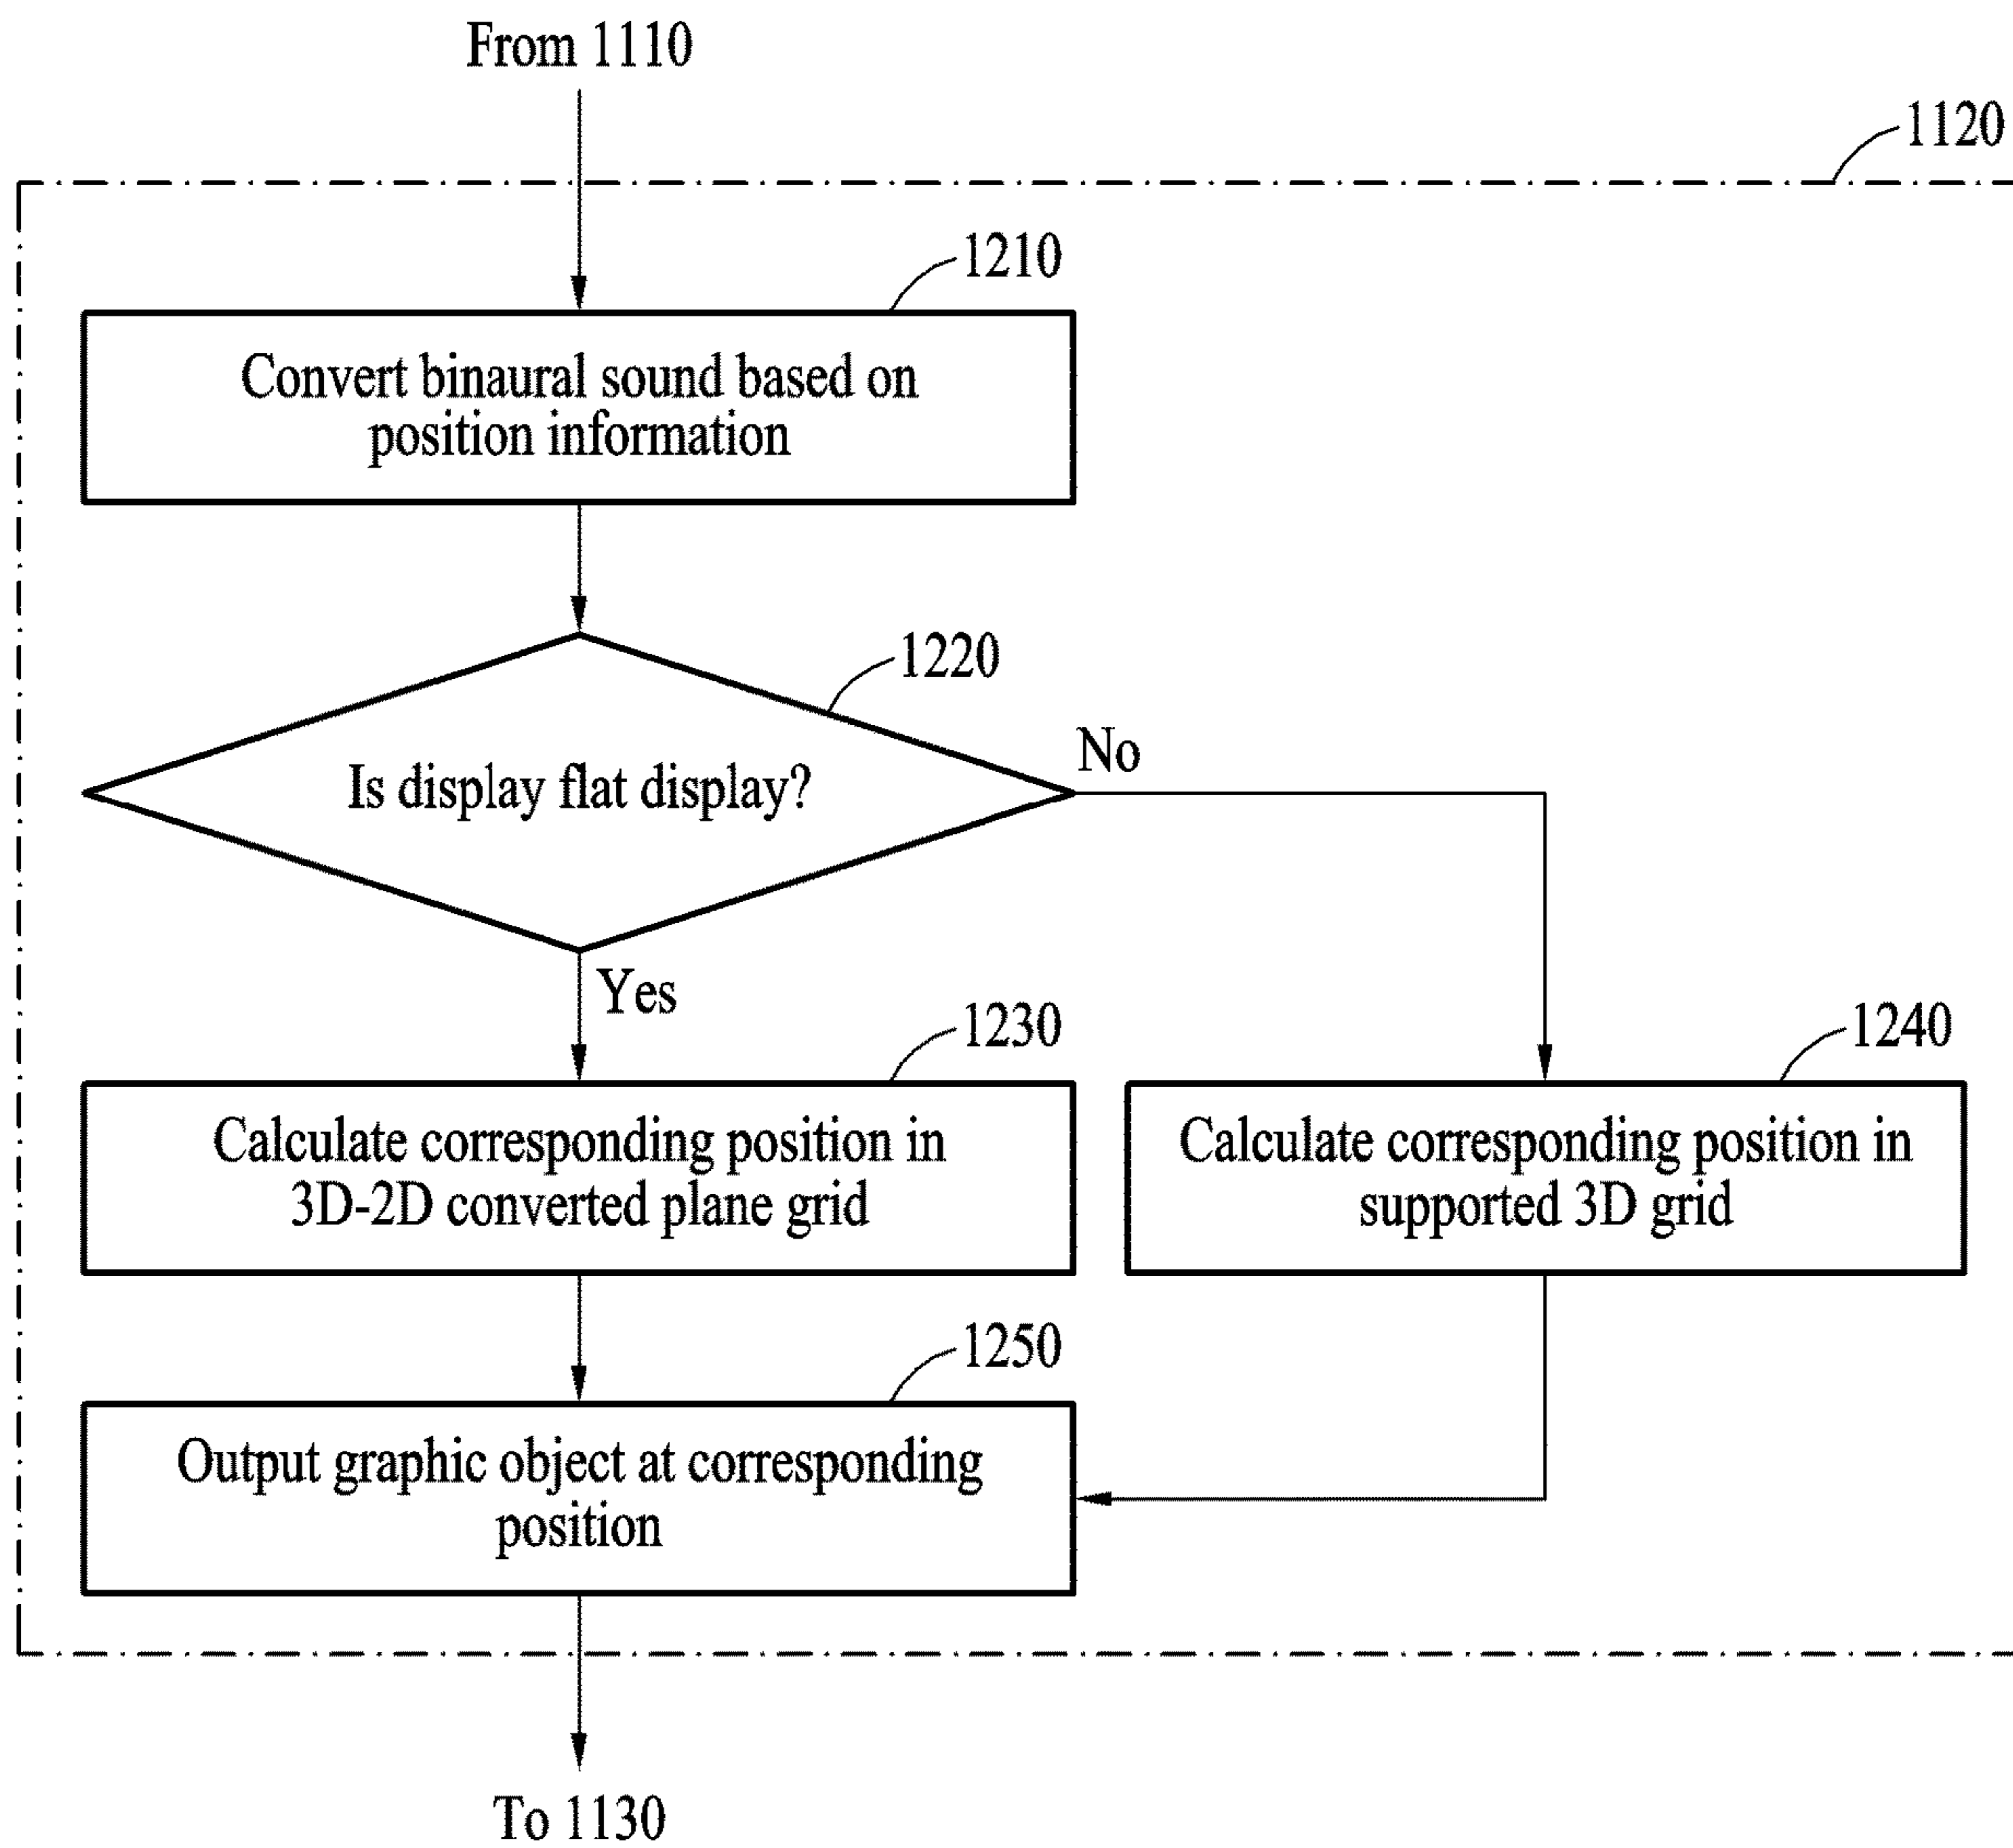 From 1110
1120
1210
Convert binaural sound based on
position information
1220
Is display flat display?
No
Yes
1230
Calculate corresponding position in
3D-2D converted plane grid
1240
Calculate corresponding position in
supported 3D grid
1250
Output graphic object at corresponding
position
To 1130